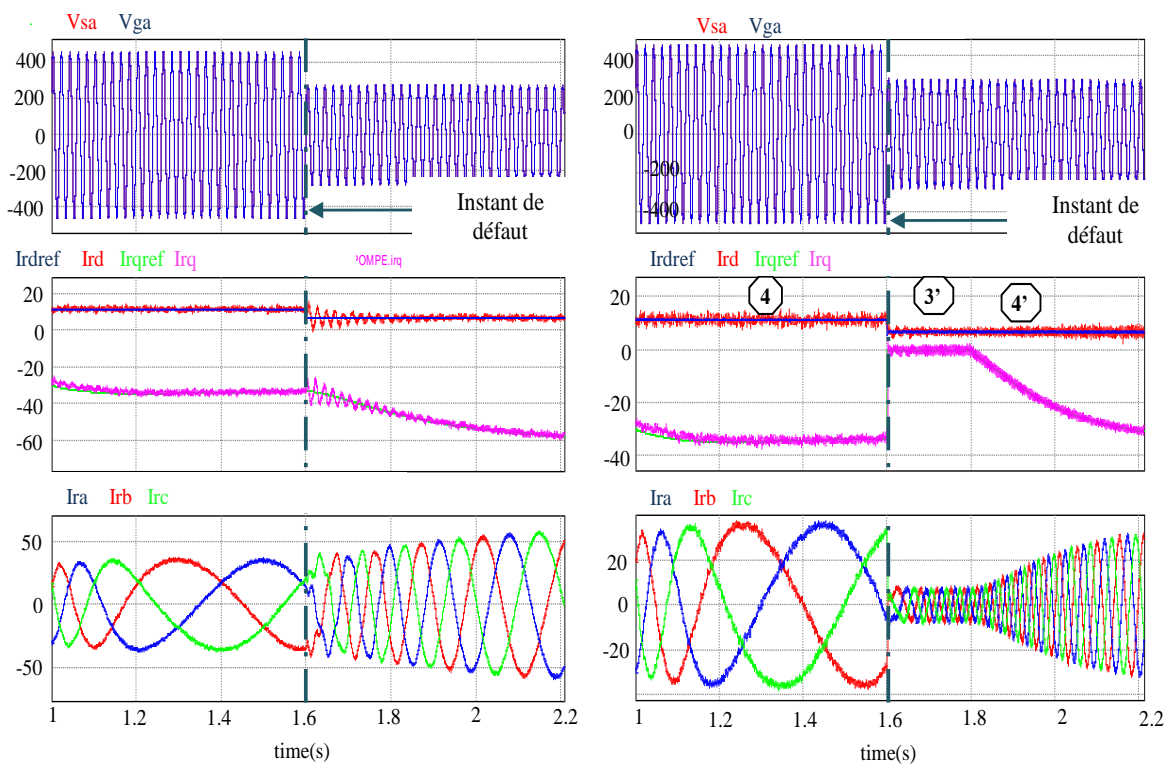 Vsa Vga
400
200
0
-200
-400
Instant de
défaut
Irdref Ird Irqref Irq
POMPE.irq
20
0
-20
-40
-60
Ira Irb Irc
50
0
-50
1 1.2 1.4 1.6 1.8 2 2.2
time(s)
Vsa Vga
400
200
0
-200
-400
Instant de
défaut
Irdref Ird Irqref Irq
4 3’ 4’
20
0
-20
-40
Ira Irb Irc
20
0
-20
1 1.2 1.4 1.6 1.8 2 2.2
time(s)